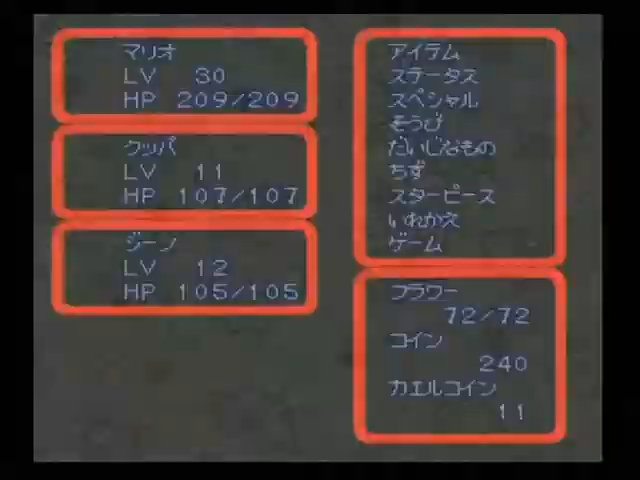 マリオ
LV 30
HP 209/209
クッパ
LV 11
HP 107/107
ジーノ
LV 12
HP 105/105
アイテム
ステータス
スペシャル
そうび
だいじなもの
ちず
スターピース
いれかえ
ゲーム
フラワー
72/72
コイン
240
カエルコイン
11